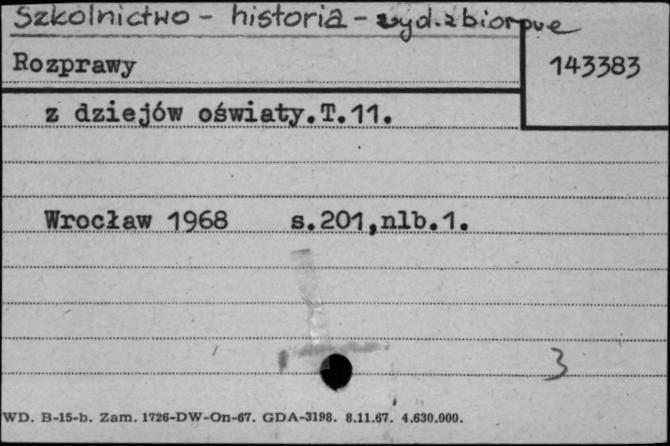 Szkolnictwo - historia - wyd. zbiorowe
Rozprawy 143383
z dziejów oświaty.T.11.
Wrocław 1968 s.201,nlb.1.
3
WD. B-15-b. Zam. 1726-DW-On-67. GDA-3198. 8.11.67. 4.630.000.